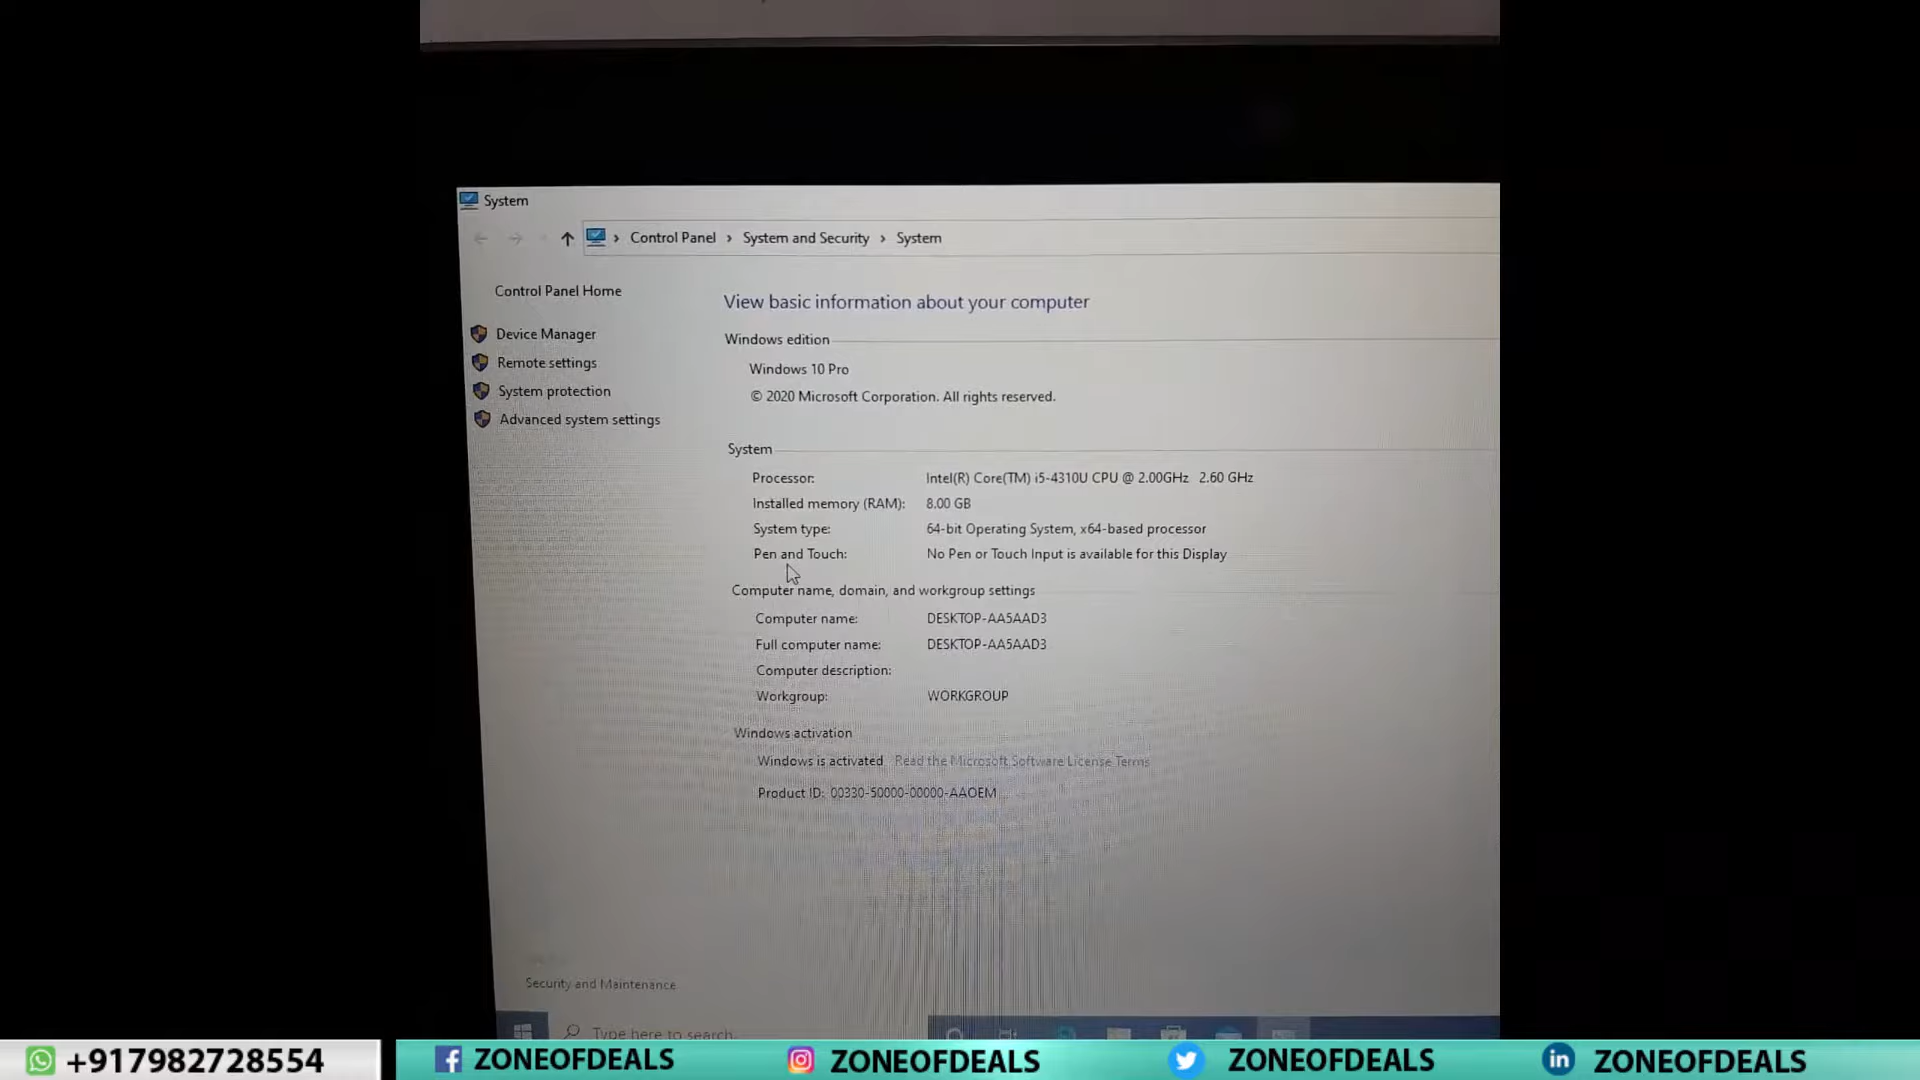 System
Control Panel › System and Security › System
Control Panel Home
Device Manager
Remote settings
System protection
Advanced system settings
View basic information about your computer
Windows edition
Windows 10 Pro
© 2020 Microsoft Corporation. All rights reserved.
System
Processor: Intel(R) Core(TM) i5-4310U CPU @ 2.00GHz 2.60 GHz
Installed memory (RAM): 8.00 GB
System type: 64-bit Operating System, x64-based processor
Pen and Touch: No Pen or Touch Input is available for this Display
Computer name, domain, and workgroup settings
Computer name: DESKTOP-AA5AAD3
Full computer name: DESKTOP-AA5AAD3
Computer description:
Workgroup: WORKGROUP
Windows activation
Windows is activated Read the Microsoft Software License Terms
Product ID: 00330-50000-00000-AAOEM
Security and Maintenance
Type here to search
+917982728554 ZONEOFDEALS ZONEOFDEALS ZONEOFDEALS ZONEOFDEALS